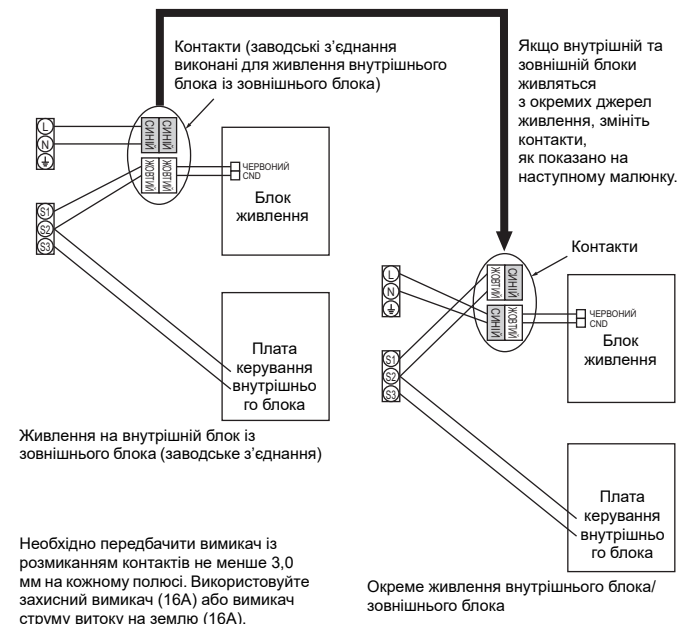 Контакти (заводські з’єднання
виконані для живлення внутрішнього
блока із зовнішнього блока)
Якщо внутрішній та
зовнішній блоки
живляться
з окремих джерел
живлення, змініть
контакти,
як показано на
наступному малюнку.
L
N
СИНІЙ
СИНІЙ
ЖОВТИЙ
ЖОВТИЙ
ЧЕРВОНИЙ
CND
Блок
живлення
S1
S2
S3
Плата
керування
внутрішньо
го блока
Живлення на внутрішній блок із
зовнішнього блока (заводське з’єднання)
Контакти
L
N
ЖОВТИЙ
СИНІЙ
СИНІЙ
ЖОВТИЙ
ЧЕРВОНИЙ
CND
Блок
живлення
S1
S2
S3
Плата
керування
внутрішньо
го блока
Окреме живлення внутрішнього блока/
зовнішнього блока
Необхідно передбачити вимикач із
розмиканням контактів не менше 3,0
мм на кожному полюсі. Використовуйте
захисний вимикач (16А) або вимикач
струму витоку на землю (16А).